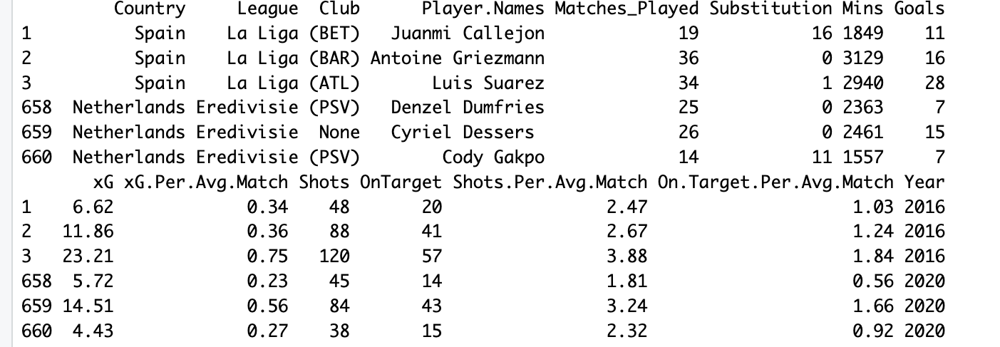 Country League Club Player.Names Matches_Played Substitution Mins Goals
1 Spain La Liga (BET) Juanmi Callejon 19 16 1849 11
2 Spain La Liga (BAR) Antoine Griezmann 36 0 3129 16
3 Spain La Liga (ATL) Luis Suarez 34 1 2940 28
658 Netherlands Eredivisie (PSV) Denzel Dumfries 25 0 2363 7
659 Netherlands Eredivisie None Cyriel Dessers 26 0 2461 15
660 Netherlands Eredivisie (PSV) Cody Gakpo 14 11 1557 7
xG xG.Per.Avg.Match Shots OnTarget Shots.Per.Avg.Match On.Target.Per.Avg.Match Year
1 6.62 0.34 48 20 2.47 1.03 2016
2 11.86 0.36 88 41 2.67 1.24 2016
3 23.21 0.75 120 57 3.88 1.84 2016
658 5.72 0.23 45 14 1.81 0.56 2020
659 14.51 0.56 84 43 3.24 1.66 2020
660 4.43 0.27 38 15 2.32 0.92 2020